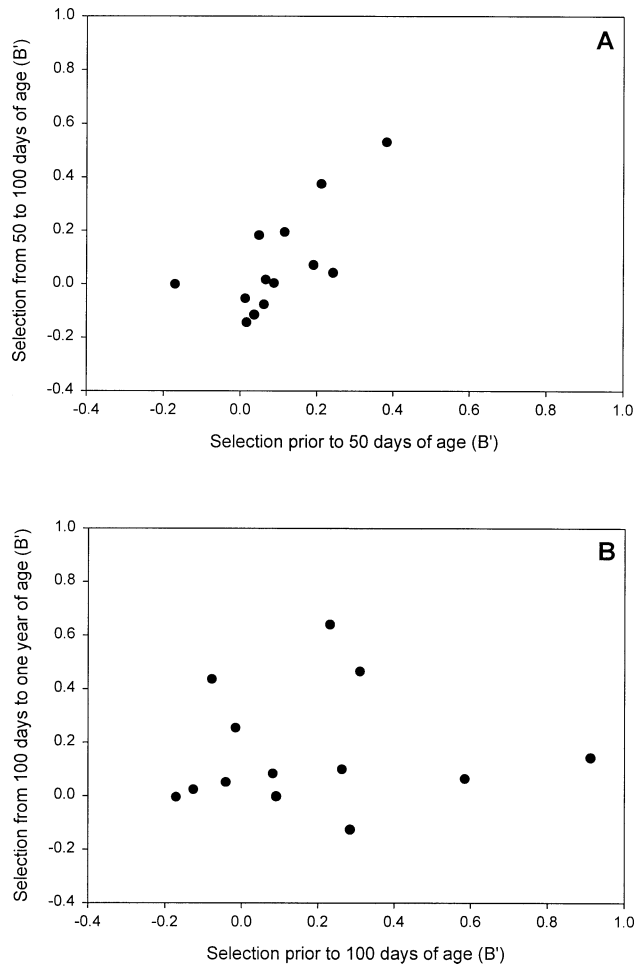 A
1.0
0.8
0.6
0.4
0.2
0.0
-0.2
-0.4
Selection from 50 to 100 days of age (B')
-0.4 -0.2 0.0 0.2 0.4 0.6 0.8 1.0
Selection prior to 50 days of age (B')
B
1.0
0.8
0.6
0.4
0.2
0.0
-0.2
-0.4
Selection from 100 days to one year of age (B')
-0.4 -0.2 0.0 0.2 0.4 0.6 0.8 1.0
Selection prior to 100 days of age (B')